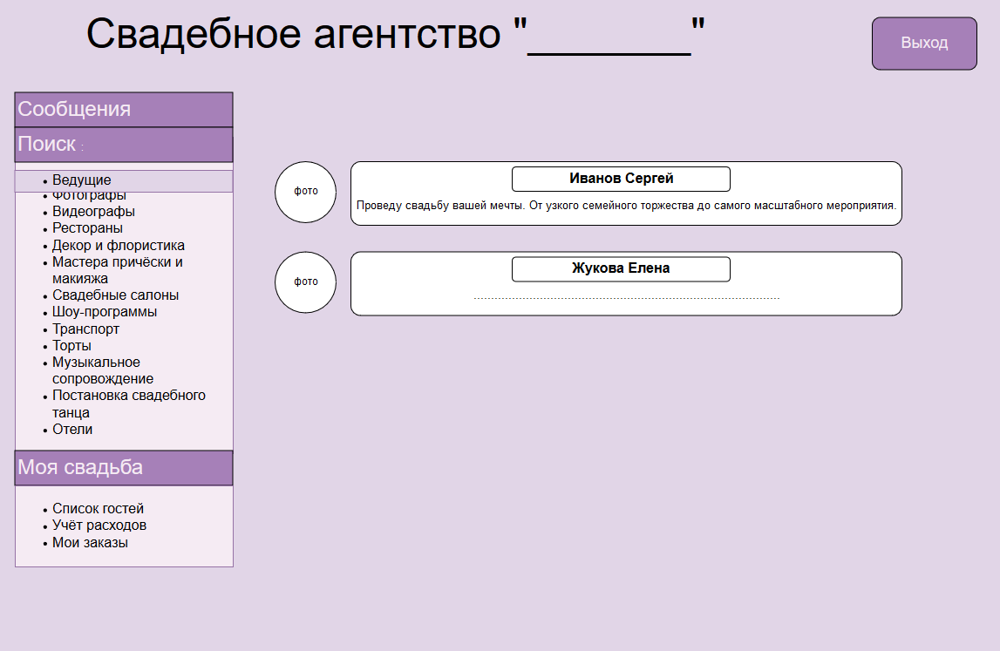 Свадебное агентство "_______"
Выход
Сообщения
Поиск :
Ведущие
Фотографы
Видеографы
Рестораны
Декор и флористика
Мастера причёски и
макияжа
Свадебные салоны
Шоу-программы
Транспорт
Торты
Музыкальное
сопровождение
Постановка свадебного
танца
Отели
Моя свадьба
Список гостей
Учёт расходов
Мои заказы
фото
Иванов Сергей
Проведу свадьбу вашей мечты. От узкого семейного торжества до самого масштабного мероприятия.
фото
Жукова Елена